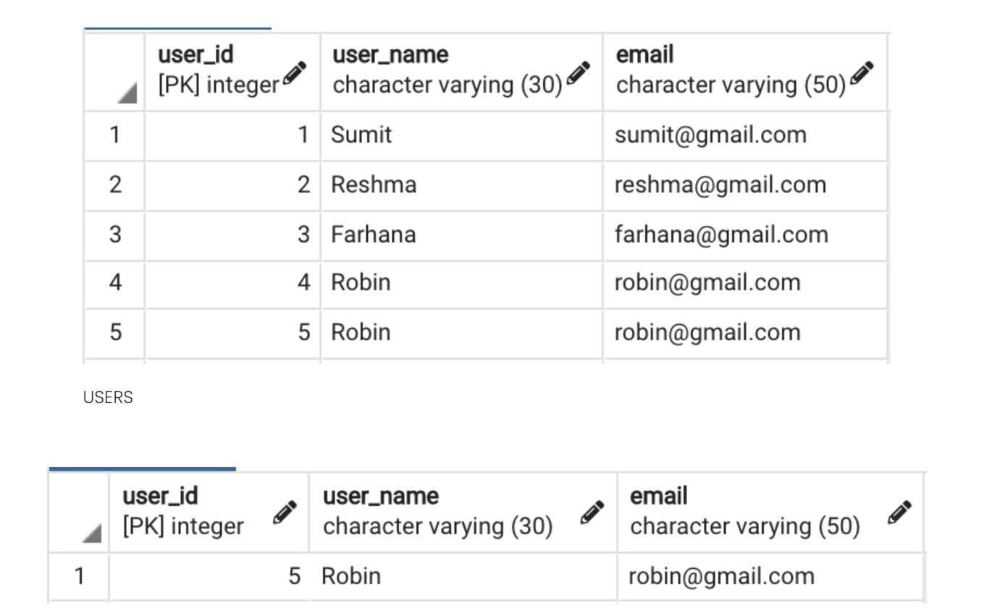 user_id user_name email
[PK] integer character varying (30) character varying (50)
1 1 Sumit sumit@gmail.com
2 2 Reshma reshma@gmail.com
3 3 Farhana farhana@gmail.com
4 4 Robin robin@gmail.com
5 5 Robin robin@gmail.com
USERS
user_id user_name email
[PK] integer character varying (30) character varying (50)
1 5 Robin robin@gmail.com